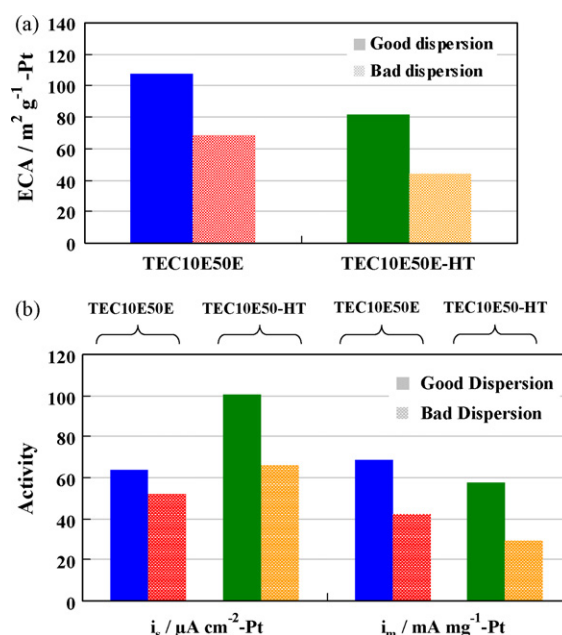 (a)
140
120
100
80
60
40
20
0
ECA / m² g⁻¹ -Pt
Good dispersion
Bad dispersion
TEC10E50E
TEC10E50E-HT
(b)
TEC10E50E TEC10E50-HT TEC10E50E TEC10E50-HT
120
100
80
60
40
20
0
Activity
Good Dispersion
Bad Dispersion
iₛ / µA cm⁻²-Pt
iₘ / mA mg⁻¹-Pt